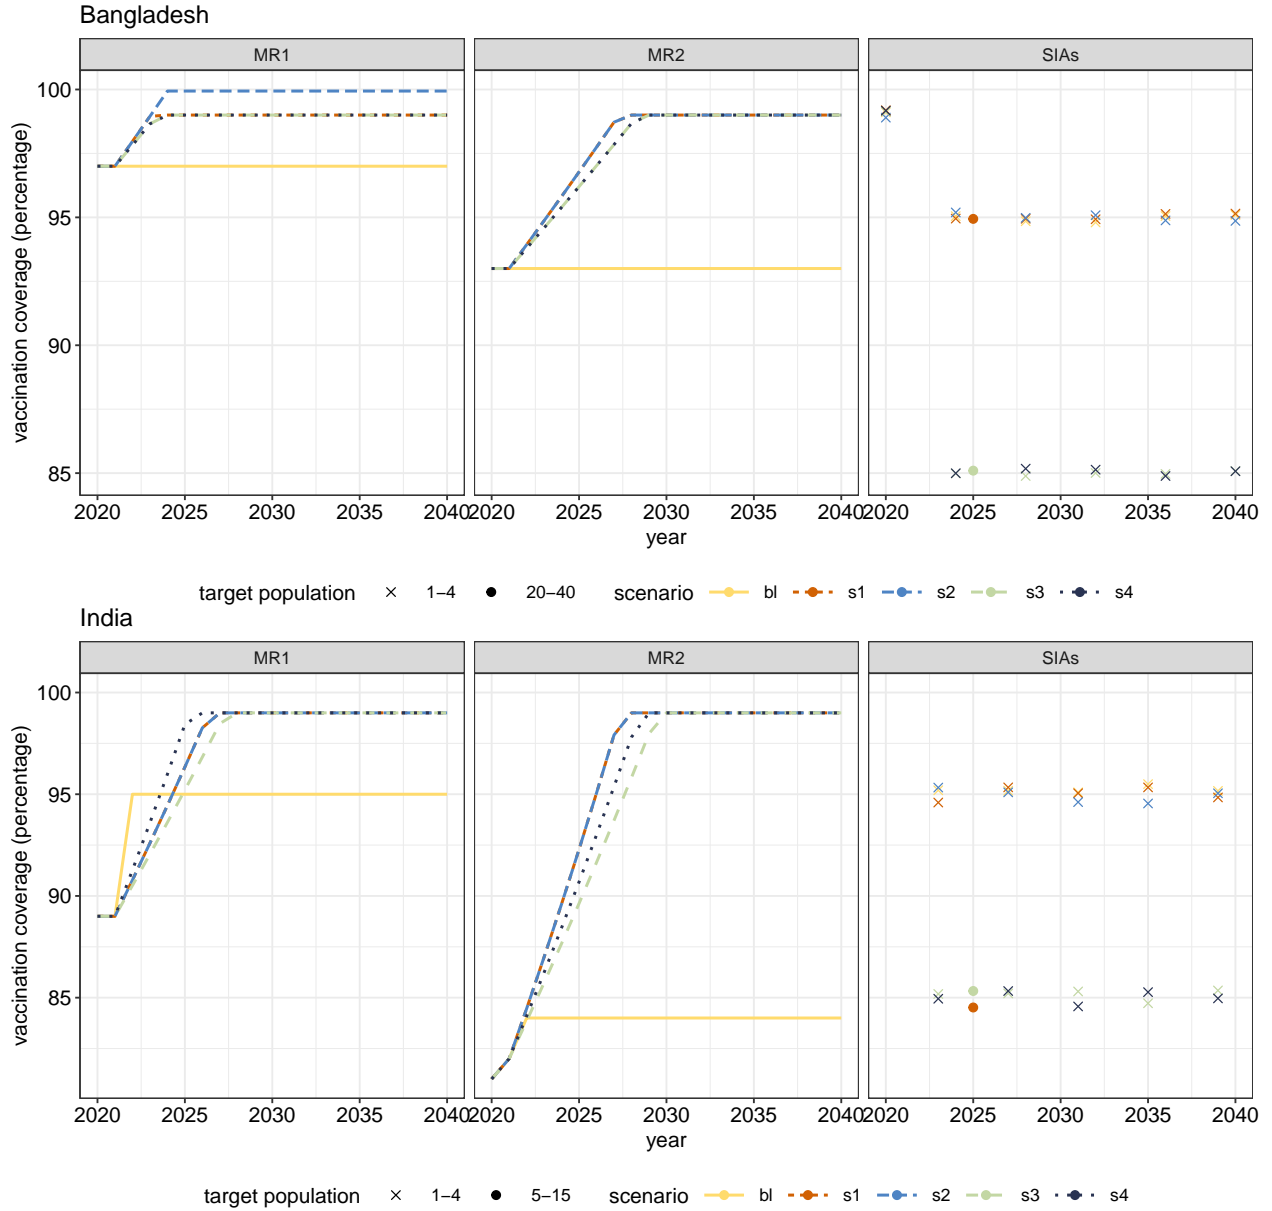 Bangladesh
MR1 MR2 SIAs
100
95
90
85
vaccination coverage (percentage)
2020 2025 2030 2035 2040 2020 2025 2030 2035 2040 2020 2025 2030 2035 2040
year
target population 1−4 20−40 scenario bl s1 s2 s3 s4
India
MR1 MR2 SIAs
100
95
90
85
vaccination coverage (percentage)
2020 2025 2030 2035 2040 2020 2025 2030 2035 2040 2020 2025 2030 2035 2040
year
target population 1−4 5−15 scenario bl s1 s2 s3 s4